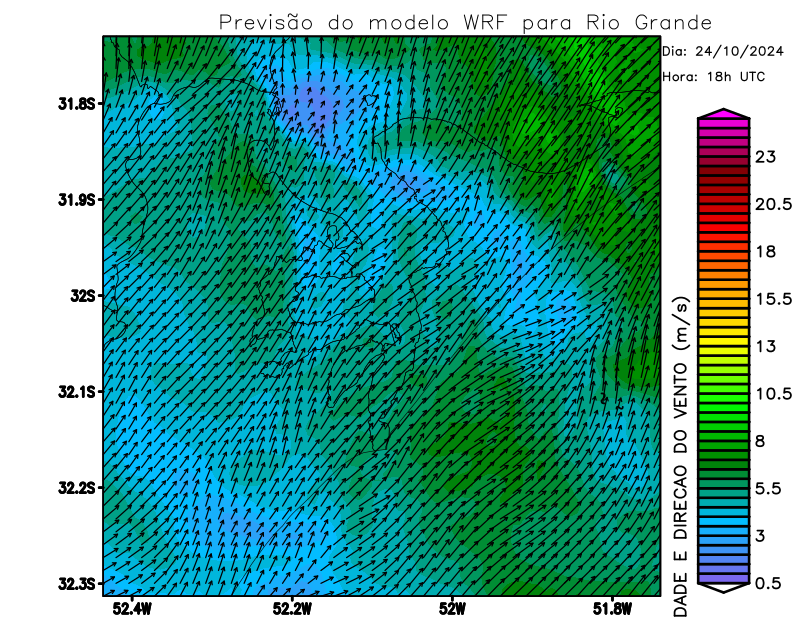 Previsão do modelo WRF para Rio Grande
Dia: 24/10/2024
Hora: 18h UTC
31.8S
31.9S
32S
32.1S
32.2S
32.3S
52.4W
52.2W
52W
51.8W
23
20.5
18
15.5
13
10.5
8
5.5
3
0.5
DADE E DIRECAO DO VENTO (m/s)